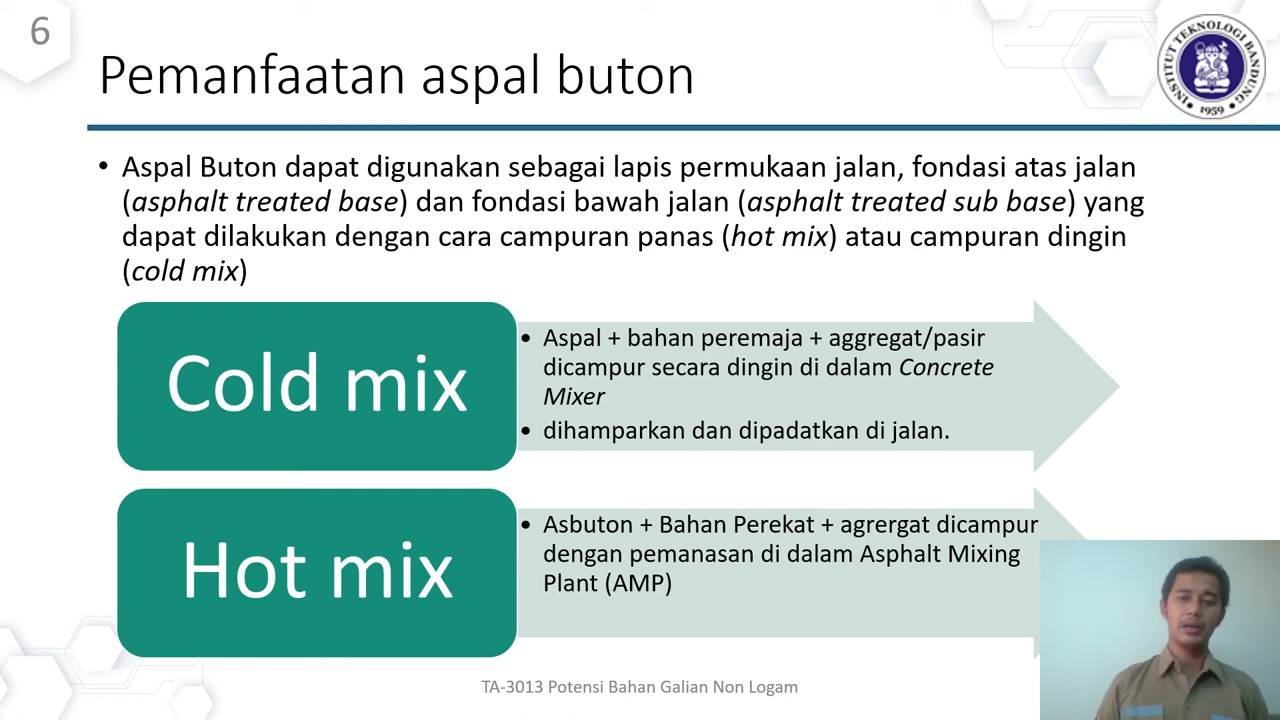 6
Pemanfaatan aspal buton
INSTITUT TEKNOLOGI BANDUNG
1959
• Aspal Buton dapat digunakan sebagai lapis permukaan jalan, fondasi atas jalan
(asphalt treated base) dan fondasi bawah jalan (asphalt treated sub base) yang
dapat dilakukan dengan cara campuran panas (hot mix) atau campuran dingin
(cold mix)
Cold mix
• Aspal + bahan peremaja + aggregat/pasir
dicampur secara dingin di dalam Concrete
Mixer
• dihamparkan dan dipadatkan di jalan.
Hot mix
• Asbuton + Bahan Perekat + agrergat dicampur
dengan pemanasan di dalam Asphalt Mixing
Plant (AMP)
TA-3013 Potensi Bahan Galian Non Logam